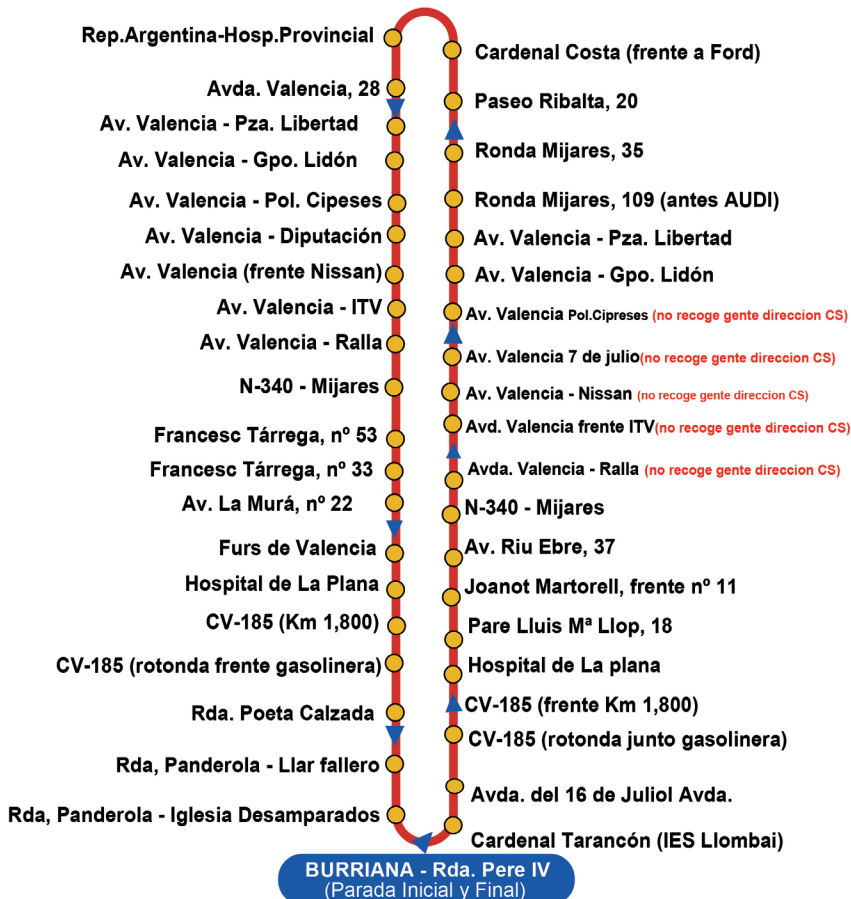 Rep.Argentina-Hosp.Provincial
Avda. Valencia, 28
Av. Valencia - Pza. Libertad
Av. Valencia - Gpo. Lidón
Av. Valencia - Pol. Cipeses
Av. Valencia - Diputación
Av. Valencia (frente Nissan)
Av. Valencia - ITV
Av. Valencia - Ralla
N-340 - Mijares
Francesc Tárrega, nº 53
Francesc Tárrega, nº 33
Av. La Murá, nº 22
Furs de Valencia
Hospital de La Plana
CV-185 (Km 1,800)
CV-185 (rotonda frente gasolinera)
Rda. Poeta Calzada
Rda, Panderola - Llar fallero
Rda, Panderola - Iglesia Desamparados
Cardenal Costa (frente a Ford)
Paseo Ribalta, 20
Ronda Mijares, 35
Ronda Mijares, 109 (antes AUDI)
Av. Valencia - Pza. Libertad
Av. Valencia - Gpo. Lidón
Av. Valencia Pol.Cipreses (no recoge gente direccion CS)
Av. Valencia 7 de julio(no recoge gente direccion CS)
Av. Valencia - Nissan (no recoge gente direccion CS)
Avd. Valencia frente ITV(no recoge gente direccion CS)
Avda. Valencia - Ralla (no recoge gente direccion CS)
N-340 - Mijares
Av. Riu Ebre, 37
Joanot Martorell, frente nº 11
Pare Lluis Mª Llop, 18
Hospital de La plana
CV-185 (frente Km 1,800)
CV-185 (rotonda junto gasolinera)
Avda. del 16 de Juliol Avda.
Cardenal Tarancón (IES Llombai)
BURRIANA - Rda. Pere IV
(Parada Inicial y Final)